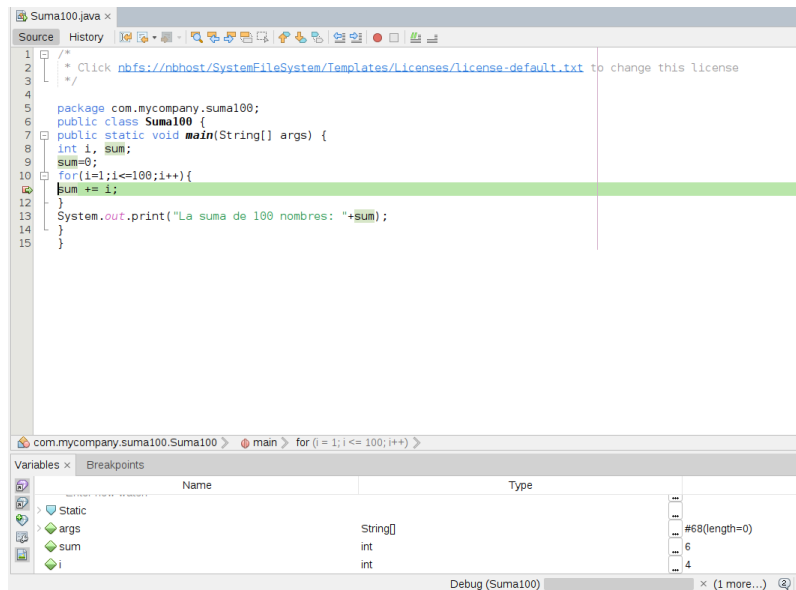 Suma100.java ×
Source History
1 /*
2 * Click nbfs://nbhost/SystemFileSystem/Templates/Licenses/license-default.txt to change this license
3 */
4
5 package com.mycompany.suma100;
6 public class Suma100 {
7 public static void main(String[] args) {
8 int i, sum;
9 sum=0;
10 for(i=1;i<=100;i++){
sum += i;
12 }
13 System.out.print("La suma de 100 nombres: "+sum);
14 }
15 }
com.mycompany.suma100.Suma100 main for (i = 1; i <= 100; i++)
Variables × Breakpoints
Name Type
Static ...
args String[] ... #68(length=0)
sum int ... 6
i int ... 4
Debug (Suma100) × (1 more...) 2